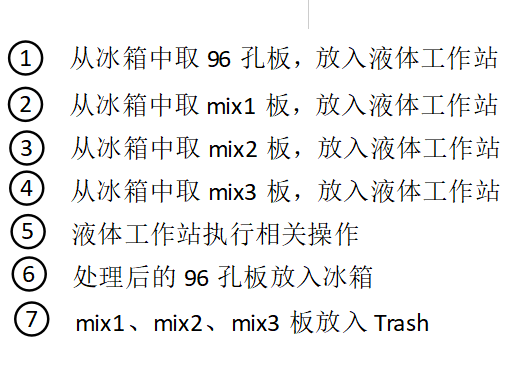 ① 从冰箱中取 96 孔板，放入液体工作站
② 从冰箱中取 mix1 板，放入液体工作站
③ 从冰箱中取 mix2 板，放入液体工作站
④ 从冰箱中取 mix3 板，放入液体工作站
⑤ 液体工作站执行相关操作
⑥ 处理后的 96 孔板放入冰箱
⑦ mix1、mix2、mix3 板放入 Trash